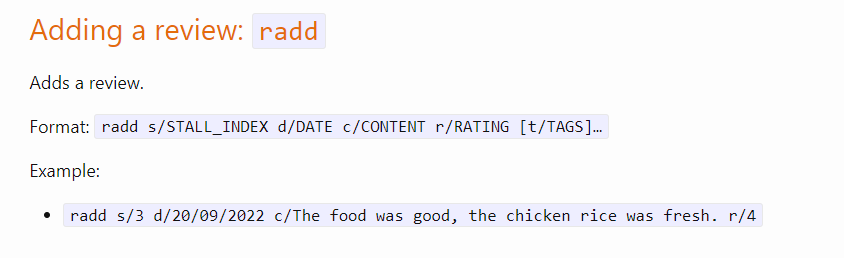 Adding a review: radd
Adds a review.
Format: radd s/STALL_INDEX d/DATE c/CONTENT r/RATING [t/TAGS]…
Example:
• radd s/3 d/20/09/2022 c/The food was good, the chicken rice was fresh. r/4